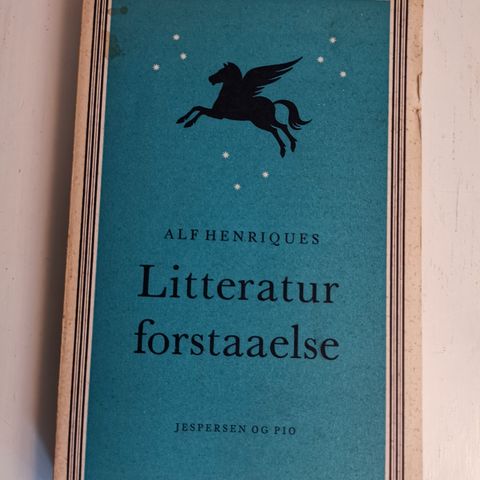 ALF HENRIQUES
Litteratur
forstaaelse
JESPERSEN OG PIO